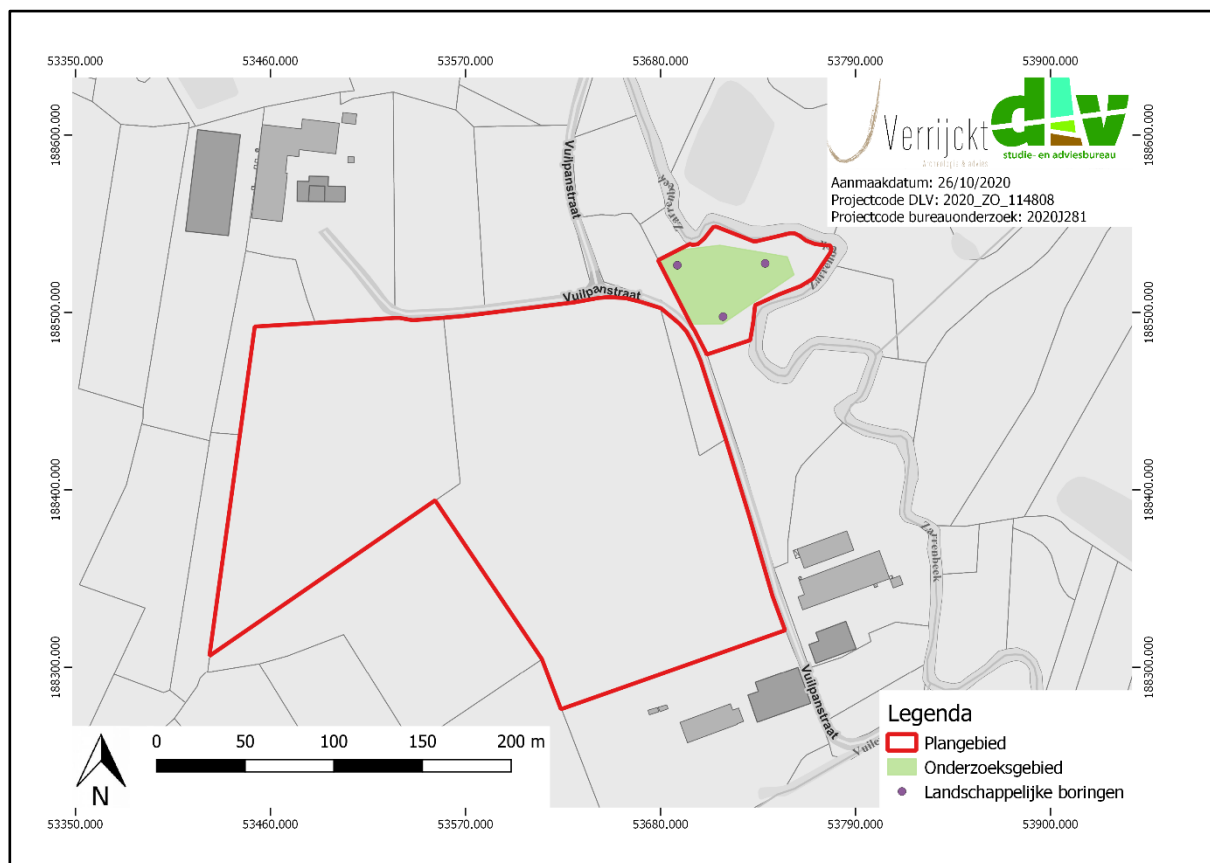 53350.000 53460.000 53570.000 53680.000 53790.000 53900.000
188600.000
188600.000
Verrijckt
Archeologie & advies
dlv
studie- en adviesbureau
Aanmaakdatum: 26/10/2020
Projectcode DLV: 2020_ZO_114808
Projectcode bureauonderzoek: 2020J281
Vuilpanstraat
Vuilpanstraat
188500.000
188500.000
188400.000
188400.000
Zarrenbeek
188300.000
188300.000
Vuilpanstraat
Legenda
Plangebied
Onderzoeksgebied
Landschappelijke boringen
0 50 100 150 200 m
N
53350.000 53460.000 53570.000 53680.000 53790.000 53900.000